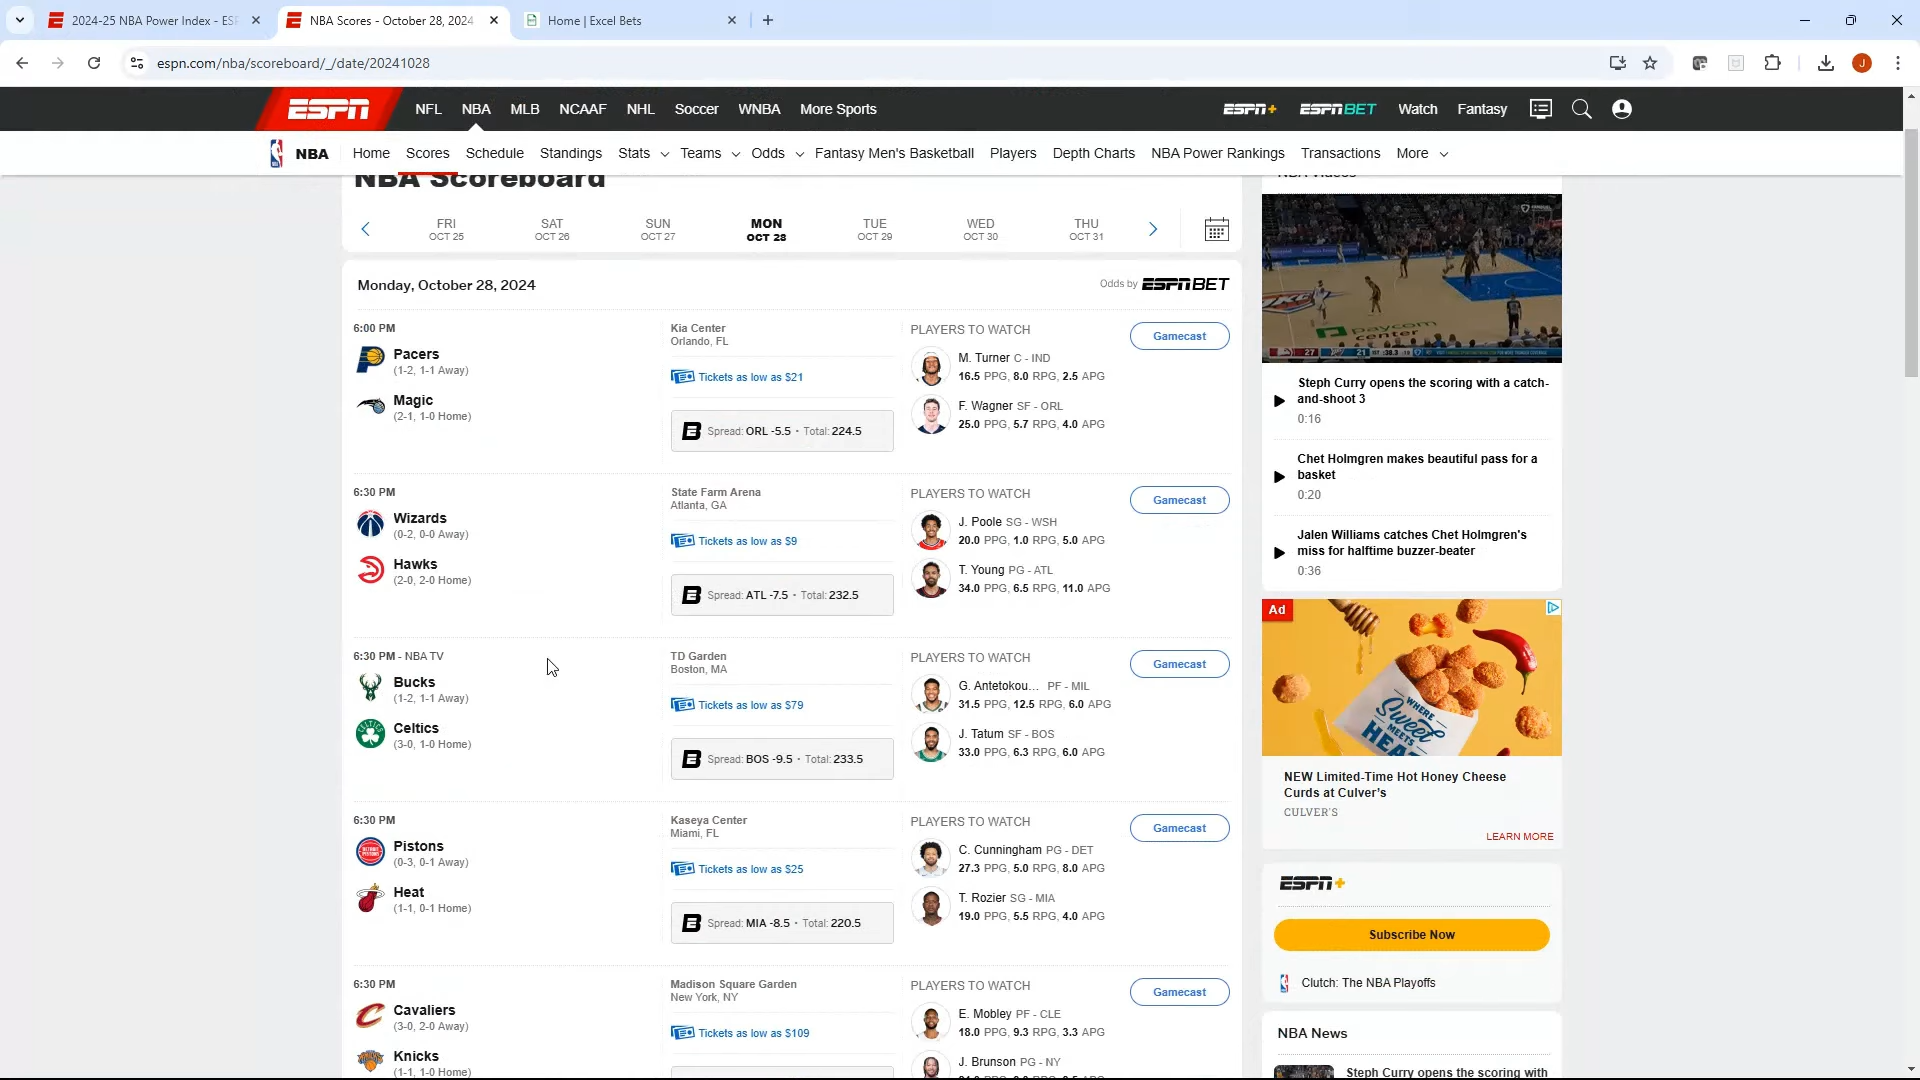 2024-25 NBA Power Index - ESP
NBA Scores - October 28, 2024
Home | Excel Bets
espn.com/nba/scoreboard/_/date/20241028
J
ESPN NFL NBA MLB NCAAF NHL Soccer WNBA More Sports ESPN+ ESPN BET Watch Fantasy
NBA Home Scores Schedule Standings Stats Teams Odds Fantasy Men's Basketball Players Depth Charts NBA Power Rankings Transactions More
NBA Scoreboard
FRI SAT SUN MON TUE WED THU
OCT 25 OCT 26 OCT 27 OCT 28 OCT 29 OCT 30 OCT 31
Monday, October 28, 2024
Odds by ESPN BET
6:00 PM
Pacers
(1-2, 1-1 Away)
Magic
(2-1, 1-0 Home)
Kia Center
Orlando, FL
Tickets as low as $21
Spread: ORL -5.5 • Total: 224.5
PLAYERS TO WATCH
M. Turner C - IND
16.5 PPG, 8.0 RPG, 2.5 APG
F. Wagner SF - ORL
25.0 PPG, 5.7 RPG, 4.0 APG
Gamecast
6:30 PM
Wizards
(0-2, 0-0 Away)
Hawks
(2-0, 2-0 Home)
State Farm Arena
Atlanta, GA
Tickets as low as $9
Spread: ATL -7.5 • Total: 232.5
PLAYERS TO WATCH
J. Poole SG - WSH
20.0 PPG, 1.0 RPG, 5.0 APG
T. Young PG - ATL
34.0 PPG, 6.5 RPG, 11.0 APG
Gamecast
6:30 PM - NBA TV
Bucks
(1-2, 1-1 Away)
Celtics
(3-0, 1-0 Home)
TD Garden
Boston, MA
Tickets as low as $79
Spread: BOS -9.5 • Total: 233.5
PLAYERS TO WATCH
G. Antetokou... PF - MIL
31.5 PPG, 12.5 RPG, 6.0 APG
J. Tatum SF - BOS
33.0 PPG, 6.3 RPG, 6.0 APG
Gamecast
6:30 PM
Pistons
(0-3, 0-1 Away)
Heat
(1-1, 0-1 Home)
Kaseya Center
Miami, FL
Tickets as low as $25
Spread: MIA -8.5 • Total: 220.5
PLAYERS TO WATCH
C. Cunningham PG - DET
27.3 PPG, 5.0 RPG, 8.0 APG
T. Rozier SG - MIA
19.0 PPG, 5.5 RPG, 4.0 APG
Gamecast
6:30 PM
Cavaliers
(3-0, 2-0 Away)
Knicks
(1-1, 1-0 Home)
Madison Square Garden
New York, NY
Tickets as low as $109
PLAYERS TO WATCH
E. Mobley PF - CLE
18.0 PPG, 9.3 RPG, 3.3 APG
J. Brunson PG - NY
Gamecast
NBA Videos
Steph Curry opens the scoring with a catch-
and-shoot 3
0:16
Chet Holmgren makes beautiful pass for a
basket
0:20
Jalen Williams catches Chet Holmgren's
miss for halftime buzzer-beater
0:36
Ad
WHERE
Sweet
MEETS
HEAT
NEW Limited-Time Hot Honey Cheese
Curds at Culver's
CULVER'S
LEARN MORE
ESPN+
Subscribe Now
Clutch: The NBA Playoffs
NBA News
Steph Curry opens the scoring with